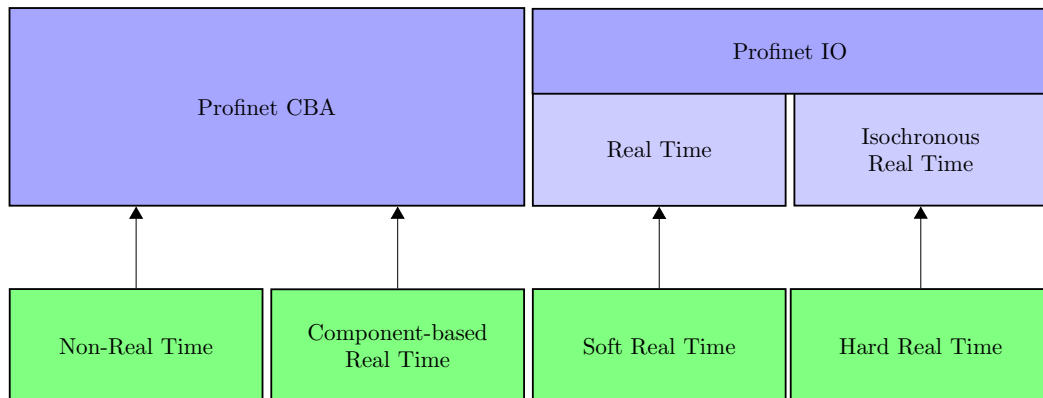 Profinet CBA
Profinet IO
Real Time
Isochronous
Real Time
Non-Real Time
Component-based
Real Time
Soft Real Time
Hard Real Time